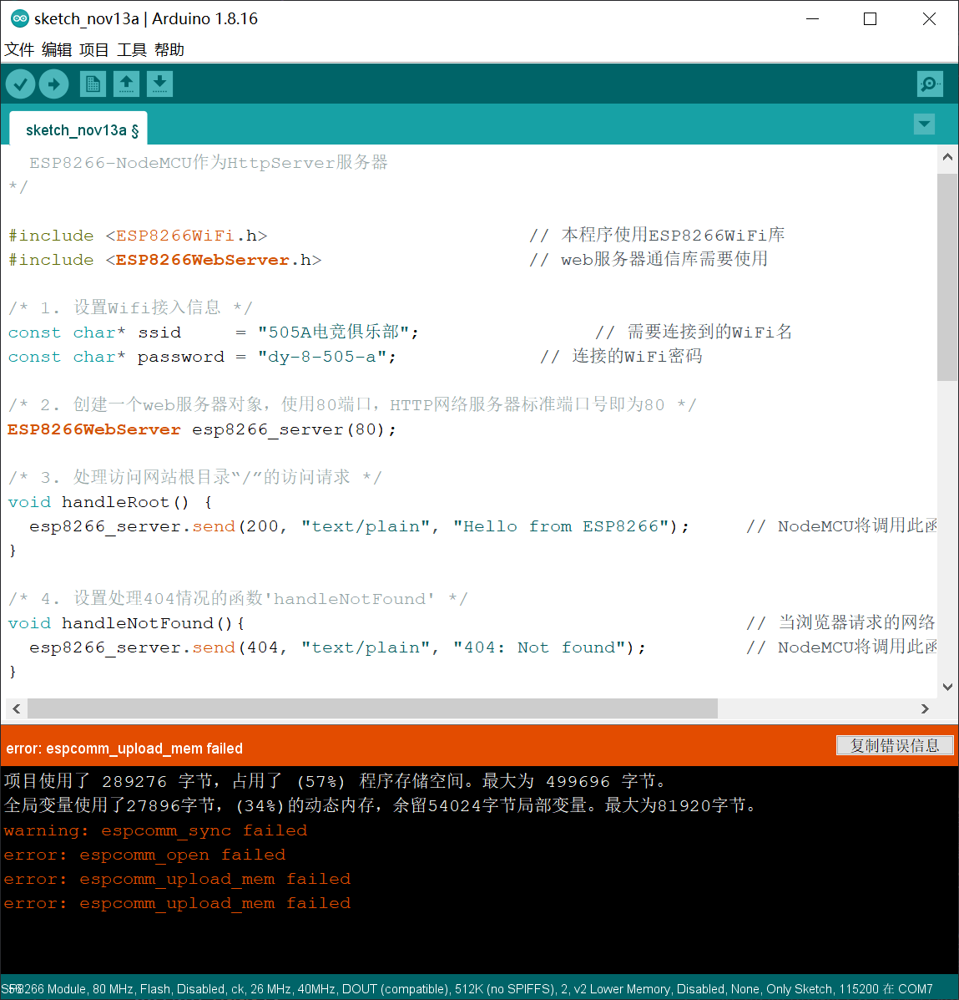 sketch_nov13a | Arduino 1.8.16
文件 编辑 项目 工具 帮助
sketch_nov13a §
ESP8266-NodeMCU作为HttpServer服务器
*/
#include <ESP8266WiFi.h> // 本程序使用ESP8266WiFi库
#include <ESP8266WebServer.h> // web服务器通信库需要使用
/* 1. 设置Wifi接入信息 */
const char* ssid = "505A电竞俱乐部"; // 需要连接到的WiFi名
const char* password = "dy-8-505-a"; // 连接的WiFi密码
/* 2. 创建一个web服务器对象，使用80端口，HTTP网络服务器标准端口号即为80 */
ESP8266WebServer esp8266_server(80);
/* 3. 处理访问网站根目录“/”的访问请求 */
void handleRoot() {
esp8266_server.send(200, "text/plain", "Hello from ESP8266"); // NodeMCU将调用此函
}
/* 4. 设置处理404情况的函数'handleNotFound' */
void handleNotFound(){ // 当浏览器请求的网络
esp8266_server.send(404, "text/plain", "404: Not found"); // NodeMCU将调用此函
}
error: espcomm_upload_mem failed 复制错误信息
项目使用了 289276 字节，占用了 (57%) 程序存储空间。最大为 499696 字节。
全局变量使用了27896字节，(34%)的动态内存，余留54024字节局部变量。最大为81920字节。
warning: espcomm_sync failed
error: espcomm_open failed
error: espcomm_upload_mem failed
error: espcomm_upload_mem failed
8266 Module, 80 MHz, Flash, Disabled, ck, 26 MHz, 40MHz, DOUT (compatible), 512K (no SPIFFS), 2, v2 Lower Memory, Disabled, None, Only Sketch, 115200 在 COM7